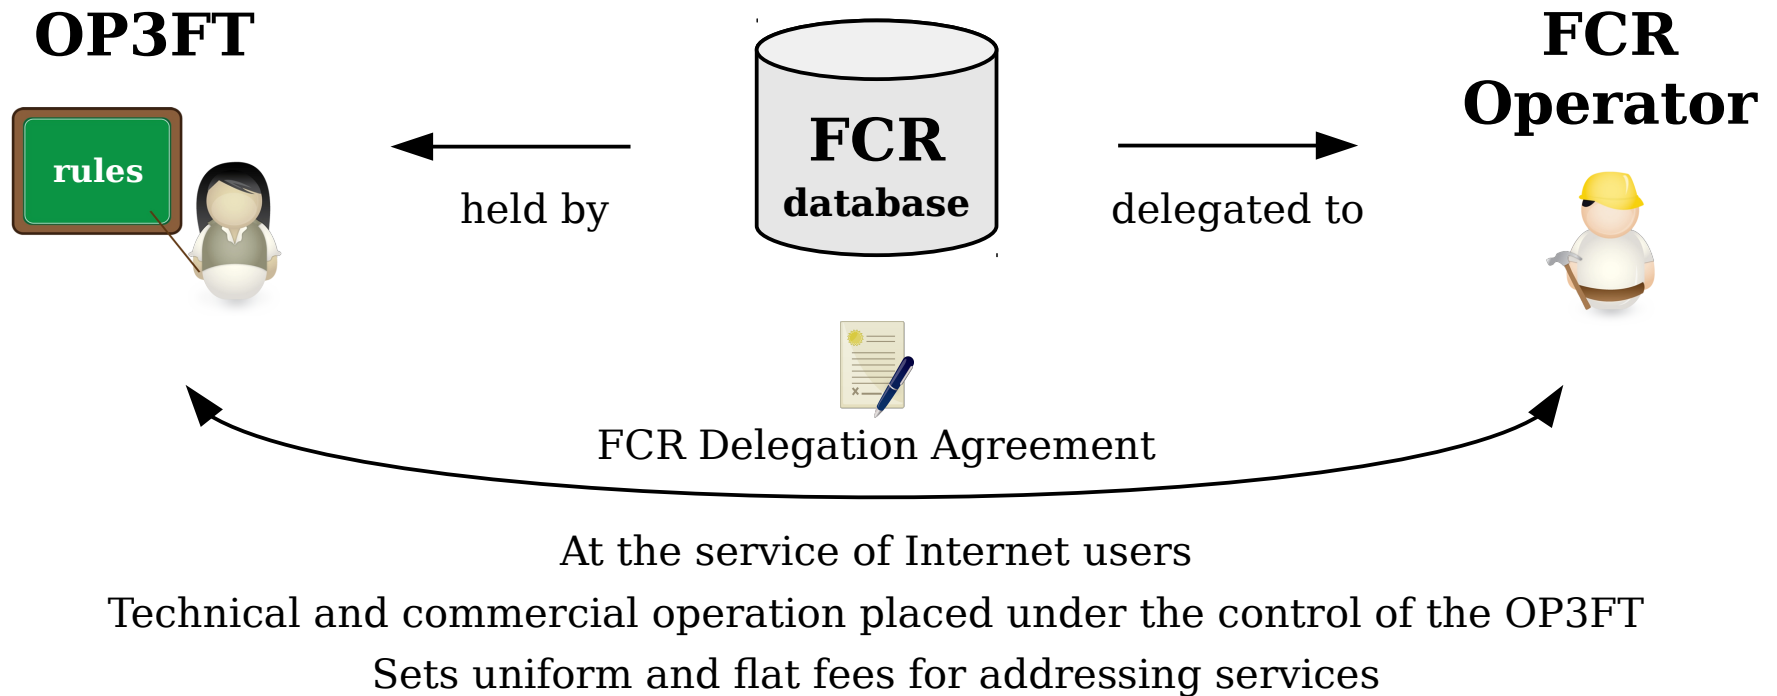 OP3FT
FCR
Operator
rules
FCR
database
held by
delegated to
FCR Delegation Agreement
At the service of Internet users
Technical and commercial operation placed under the control of the OP3FT
Sets uniform and flat fees for addressing services